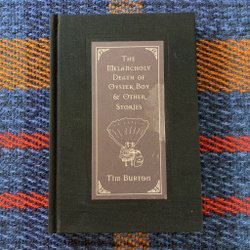 THE
MELANCHOLY
DEATH OF
OYSTER BOY
& OTHER
STORIES
TIM BURTON